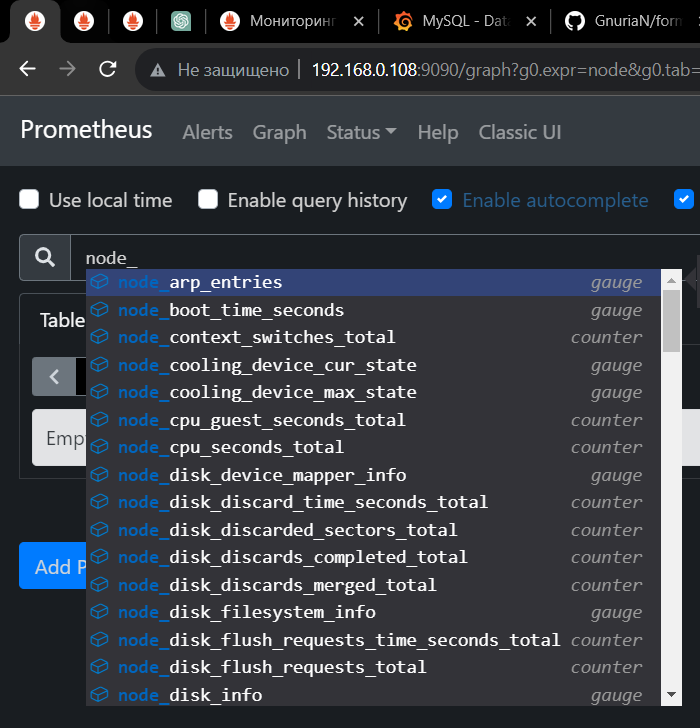 Мониторинг
MySQL - Data
GnuriaN/form
Не защищено
192.168.0.108:9090/graph?g0.expr=node&g0.tab=
Prometheus
Alerts
Graph
Status
Help
Classic UI
Use local time
Enable query history
Enable autocomplete
node_
Table
Emp
Add P
node_arp_entries gauge
node_boot_time_seconds gauge
node_context_switches_total counter
node_cooling_device_cur_state gauge
node_cooling_device_max_state gauge
node_cpu_guest_seconds_total counter
node_cpu_seconds_total counter
node_disk_device_mapper_info gauge
node_disk_discard_time_seconds_total counter
node_disk_discarded_sectors_total counter
node_disk_discards_completed_total counter
node_disk_discards_merged_total counter
node_disk_filesystem_info gauge
node_disk_flush_requests_time_seconds_total counter
node_disk_flush_requests_total counter
node_disk_info gauge